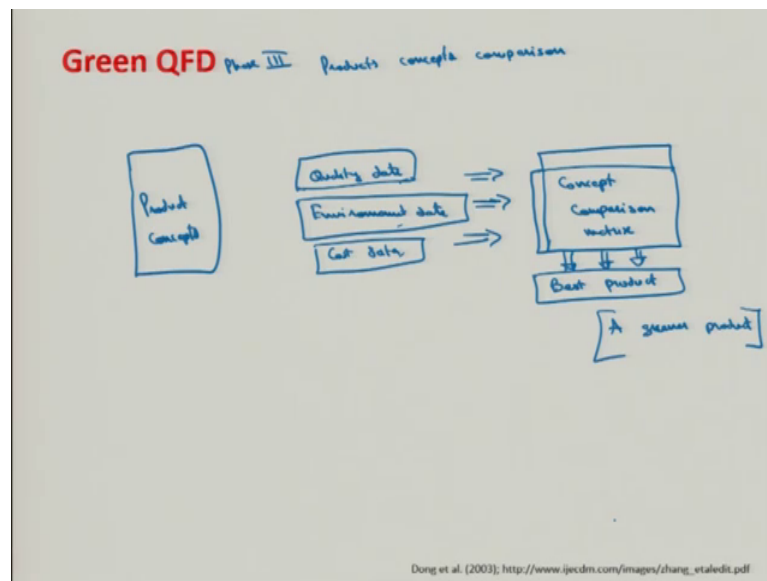 Green QFD Phase III Products concepts comparison
Product
concepts
Quality data
Environment data
Cost data
Concept
Comparison
matrix
Best product
[A greener product]
Dong et al. (2003); http://www.ijecdm.com/images/zhang_etaledit.pdf